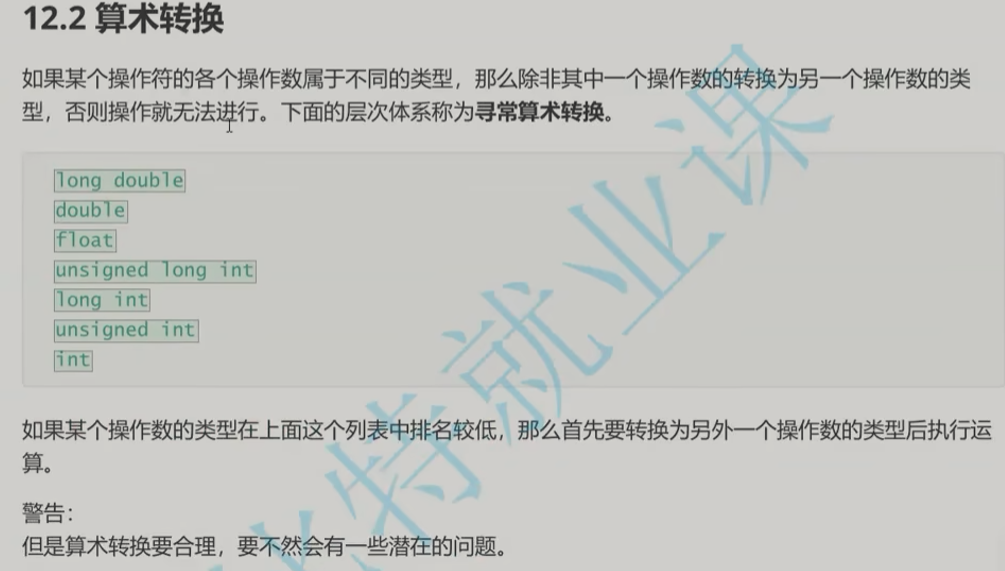 12.2 算术转换
如果某个操作符的各个操作数属于不同的类型，那么除非其中一个操作数的转换为另一个操作数的类
型，否则操作就无法进行。下面的层次体系称为寻常算术转换。
long double
double
float
unsigned long int
long int
unsigned int
int
如果某个操作数的类型在上面这个列表中排名较低，那么首先要转换为另外一个操作数的类型后执行运
算。
警告：
但是算术转换要合理，要不然会有一些潜在的问题。
特就业课